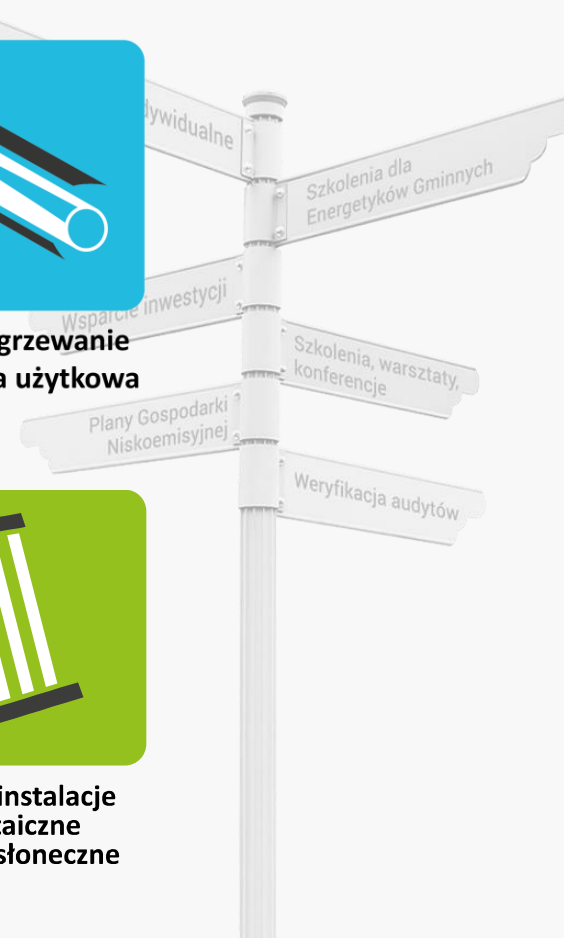 dywidualne
Szkolenia dla
Energetyków Gminnych
Wsparcie inwestycji
grzewanie
a użytkowa
Szkolenia, warsztaty,
konferencje
Plany Gospodarki
Niskoemisyjnej
Weryfikacja audytów
instalacje
taiczne
słoneczne